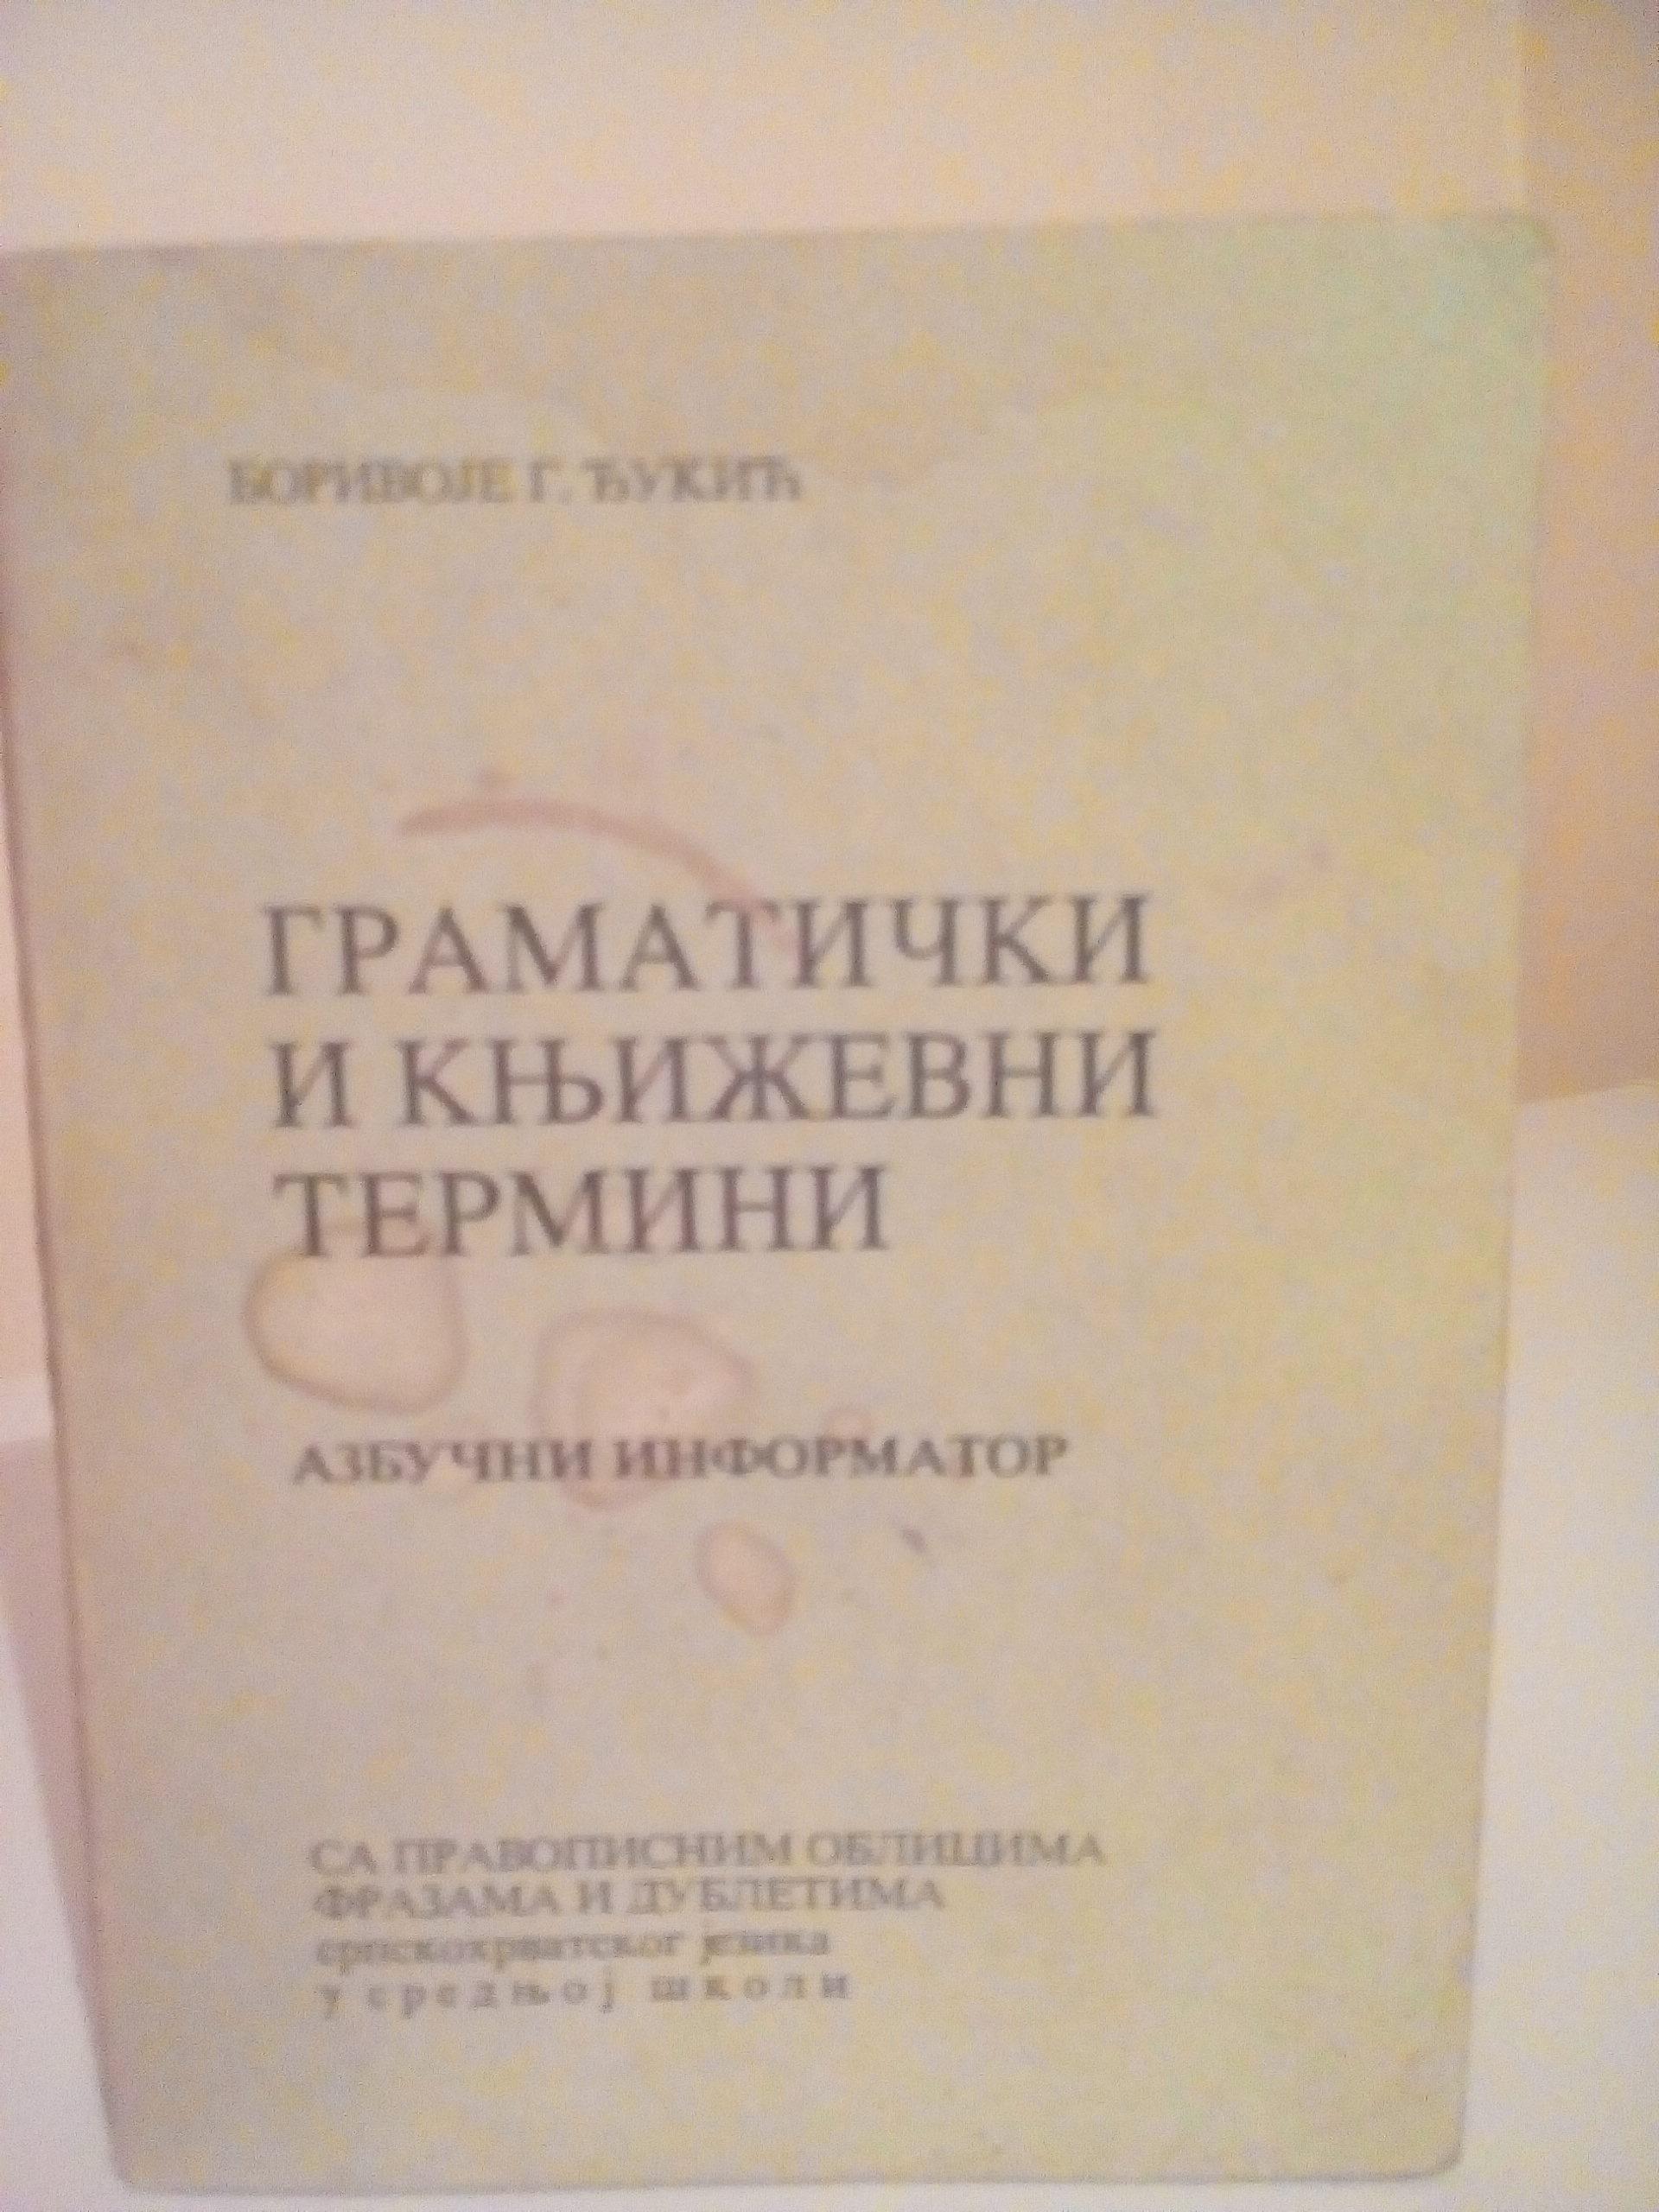 БОРИВОЈЕ Г. ЂУКИЋ
ГРАМАТИЧКИ
И КЊИЖЕВНИ
ТЕРМИНИ
АЗБУЧНИ ИНФОРМАТОР
СА ПРАВОПИСНИМ ОБЛИЦИМА
ФРАЗАМА И ДУБЛЕТИМА
српскохрватског језика
у средњој школи